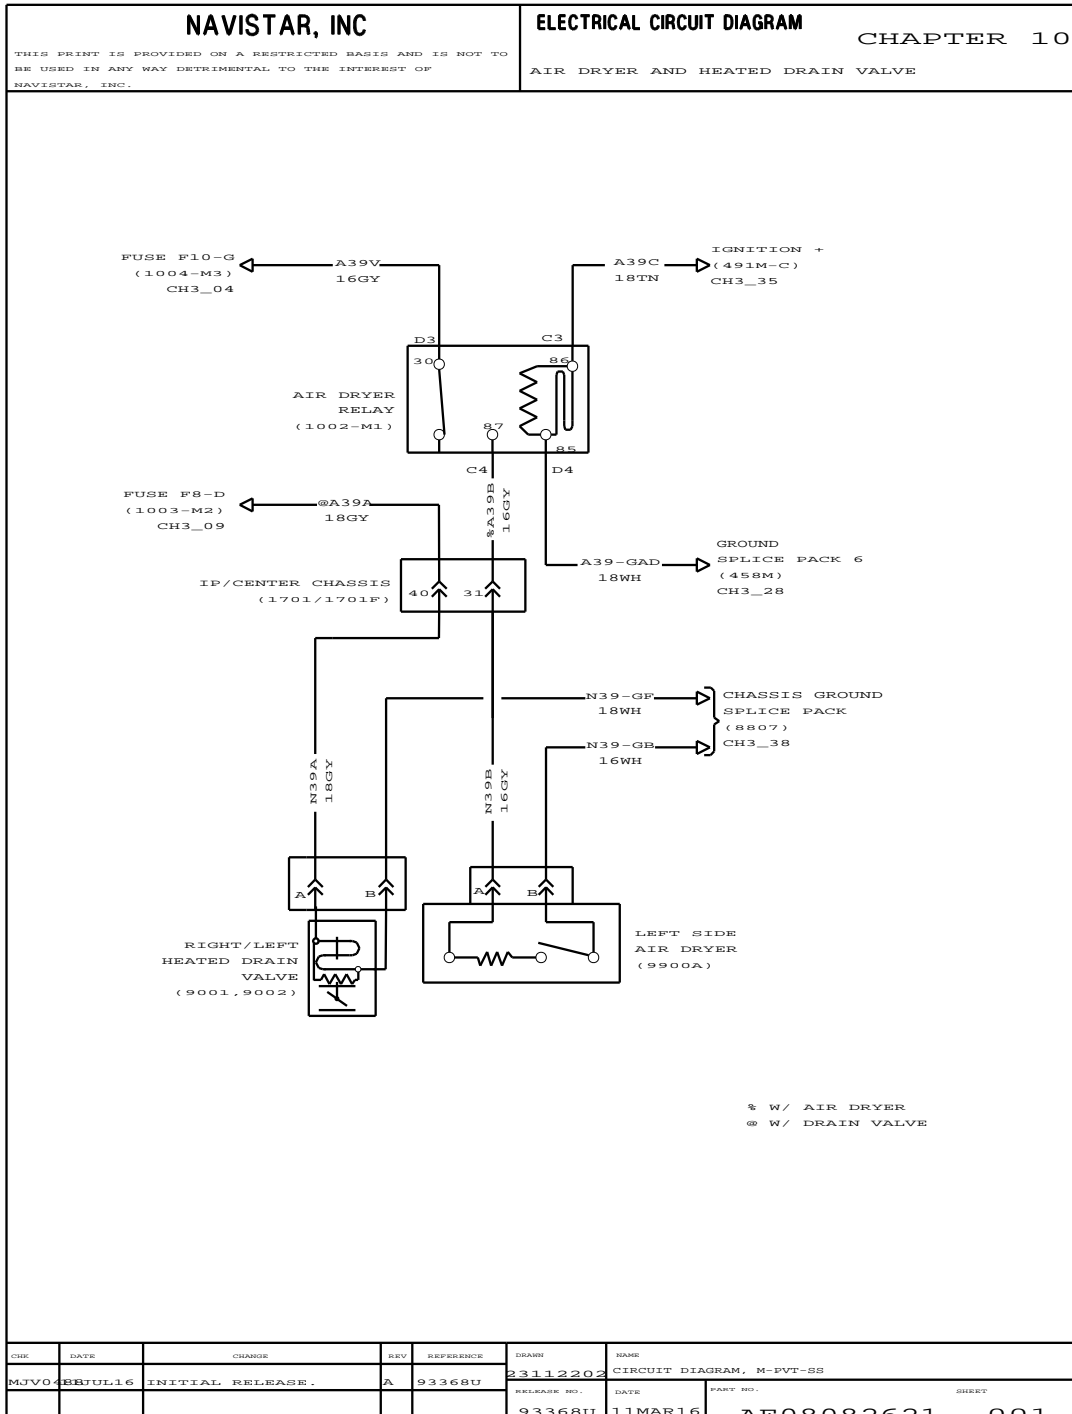 NAVISTAR, INC
THIS PRINT IS PROVIDED ON A RESTRICTED BASIS AND IS NOT TO
BE USED IN ANY WAY DETRIMENTAL TO THE INTEREST OF
NAVISTAR, INC.
ELECTRICAL CIRCUIT DIAGRAM
CHAPTER 10
AIR DRYER AND HEATED DRAIN VALVE
FUSE F10-G
(1004-M3)
CH3_04
A39V
16GY
A39C
18TN
IGNITION +
(491M-C)
CH3_35
D3
C3
30
86
AIR DRYER
RELAY
(1002-M1)
87
85
C4
D4
FUSE F8-D
(1003-M2)
CH3_09
@A39A
18GY
%A39B
16GY
GROUND
SPLICE PACK 6
(458M)
CH3_28
A39-GAD
18WH
IP/CENTER CHASSIS
(1701/1701F)
40
31
N39-GF
18WH
CHASSIS GROUND
SPLICE PACK
(8807)
CH3_38
N39-GB
16WH
N39A
18GY
N39B
16GY
A
B
A
B
RIGHT/LEFT
HEATED DRAIN
VALVE
(9001,9002)
LEFT SIDE
AIR DRYER
(9900A)
% W/ AIR DRYER
@ W/ DRAIN VALVE
CHK
DATE
CHANGE
REV
REFERENCE
DRAWN
NAME
JUL16
INITIAL RELEASE.
A
93368U
23112202
CIRCUIT DIAGRAM, M-PVT-SS
RELEASE NO.
DATE
PART NO.
SHEET
93368U
11MAR16